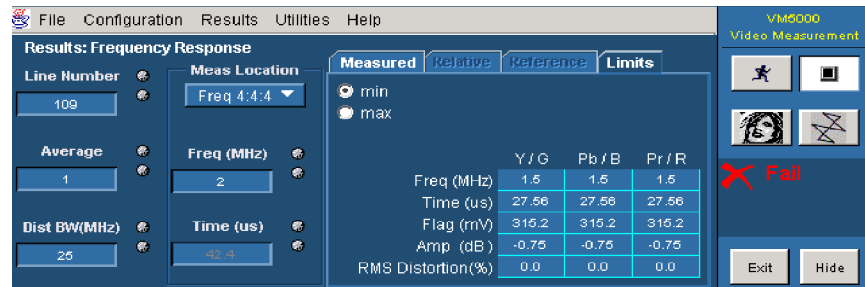 File Configuration Results Utilities Help
VM5000
Video Measurement
Results: Frequency Response
Line Number
109
Average
1
Dist BW(MHz)
25
Meas Location
Freq 4:4:4
Freq (MHz)
2
Time (us)
42.4
Measured Relative Reference Limits
min
max
Y / G Pb / B Pr / R
Freq (MHz) 1.5 1.5 1.5
Time (us) 27.56 27.56 27.56
Flag (mV) 315.2 315.2 315.2
Amp (dB) -0.75 -0.75 -0.75
RMS Distortion(%) 0.0 0.0 0.0
Fail
Exit Hide